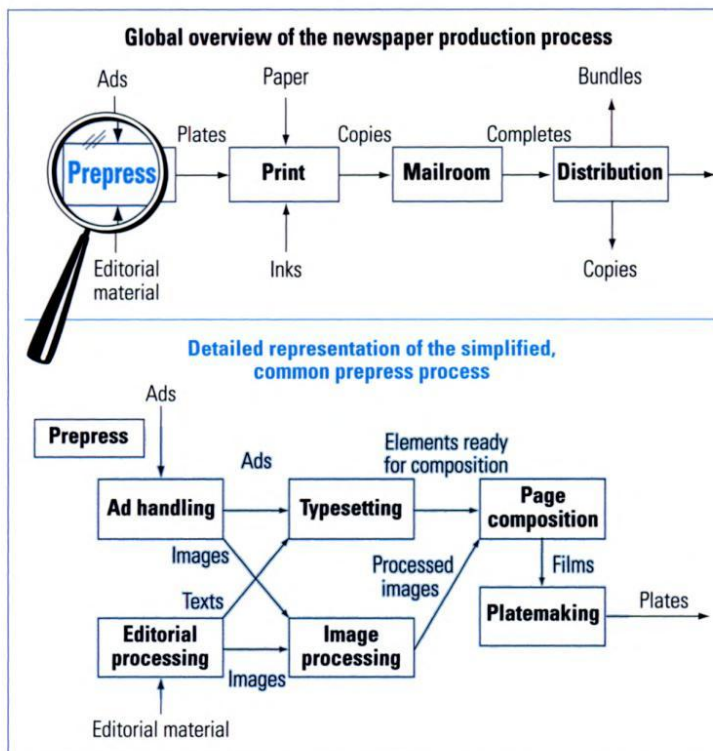 Global overview of the newspaper production process
Ads
Paper
Bundles
Plates
Copies
Completes
Prepress
Print
Mailroom
Distribution
Editorial
material
Inks
Copies
Detailed representation of the simplified,
common prepress process
Ads
Prepress
Ads
Elements ready
for composition
Ad handling
Typesetting
Page
composition
Images
Processed
images
Films
Texts
Platemaking
Plates
Editorial
processing
Image
processing
Images
Editorial material